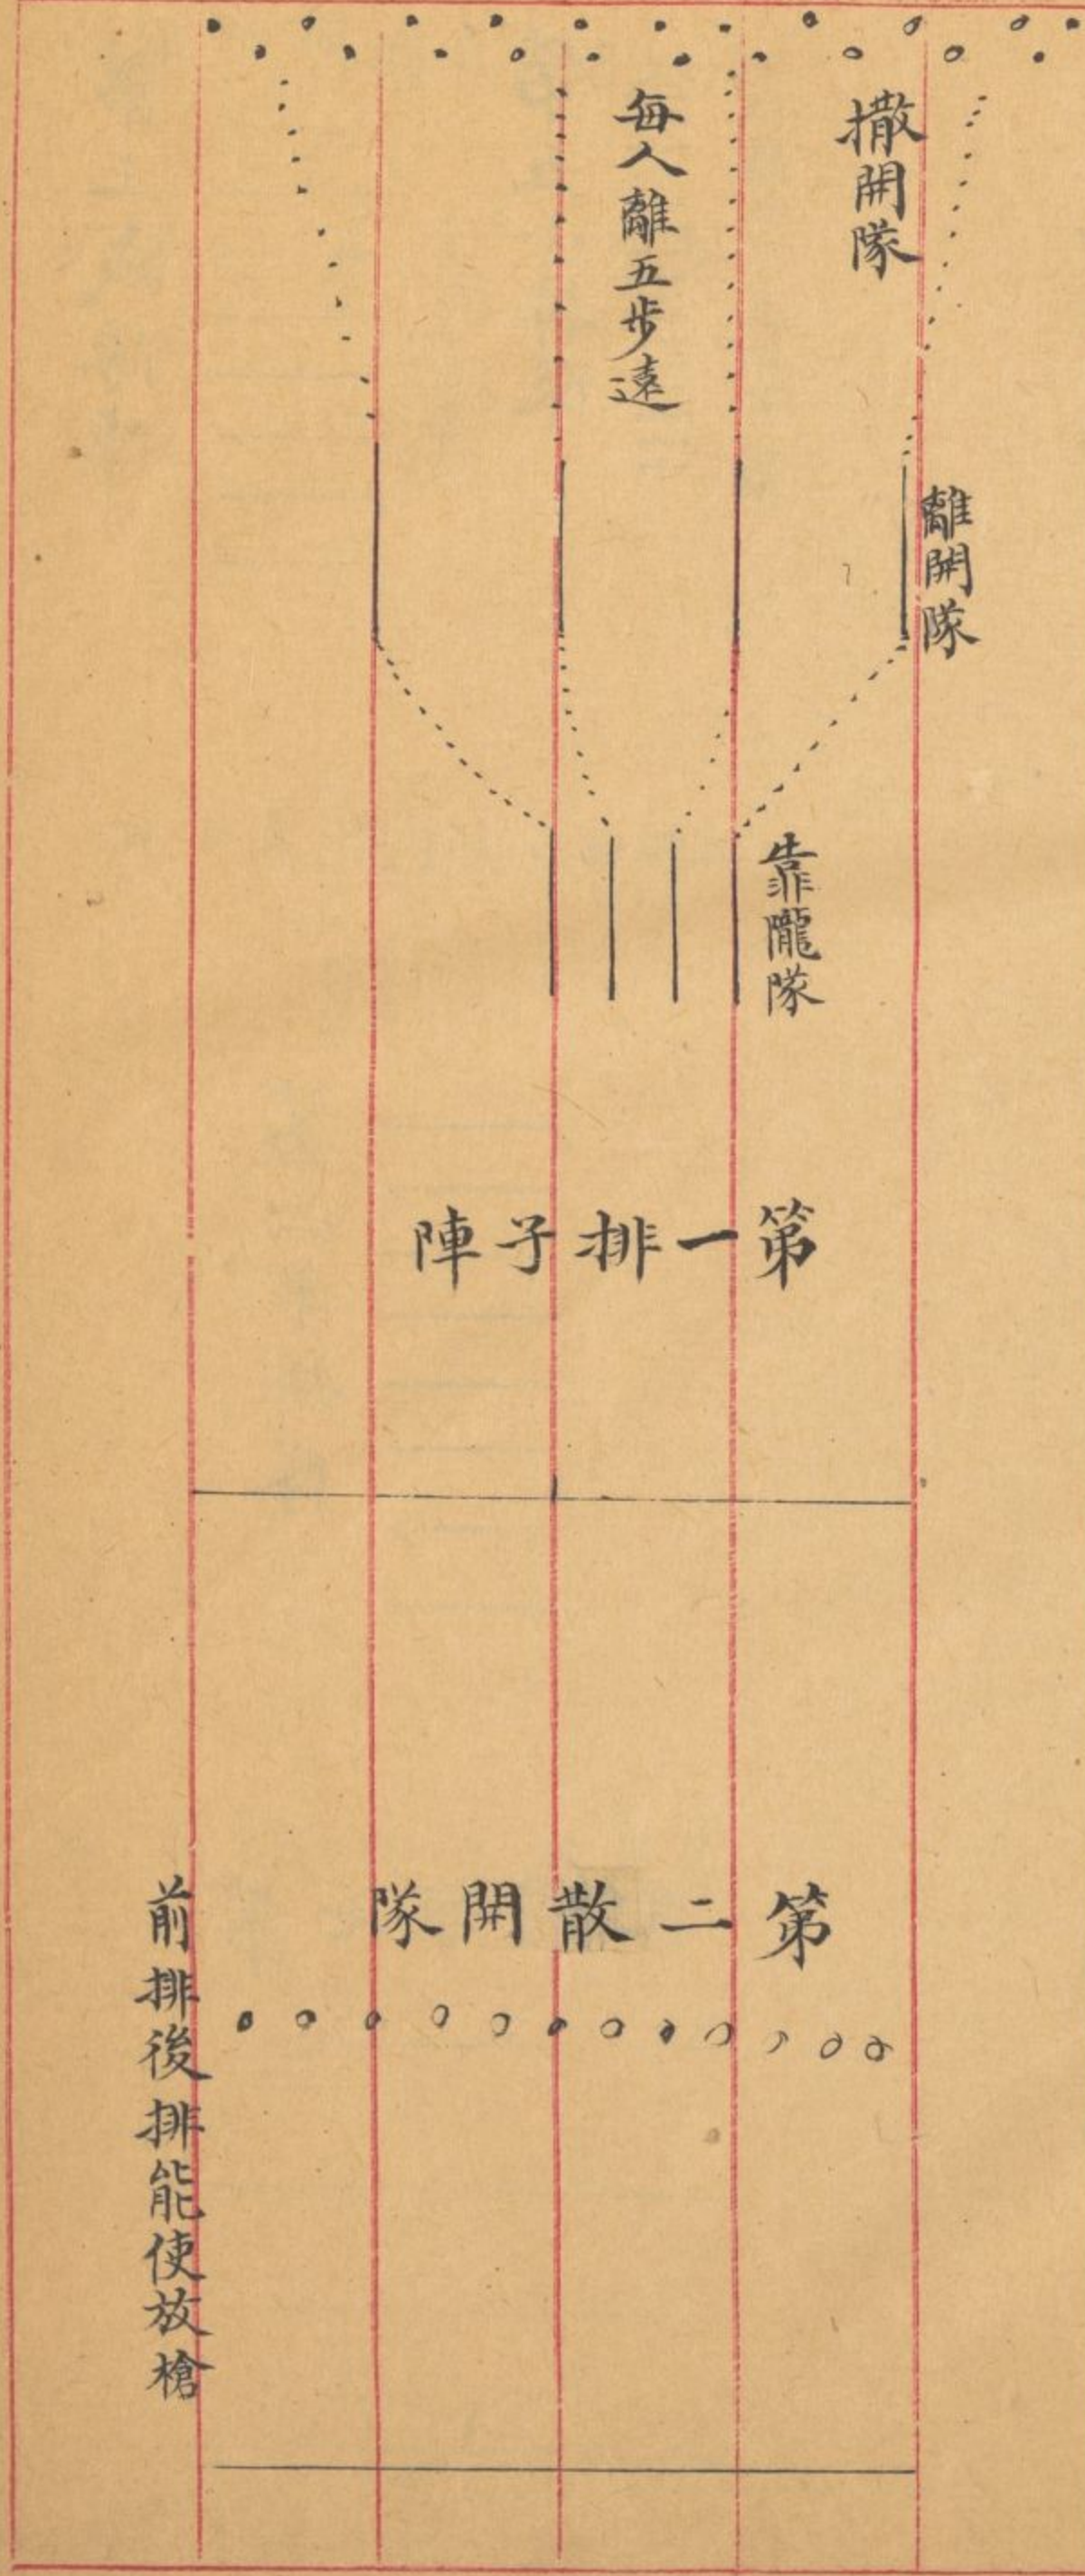 撒開隊
每人離五步遠
離開隊
靠隴隊
第一排子陣
第二散開隊
前排後排能使放槍